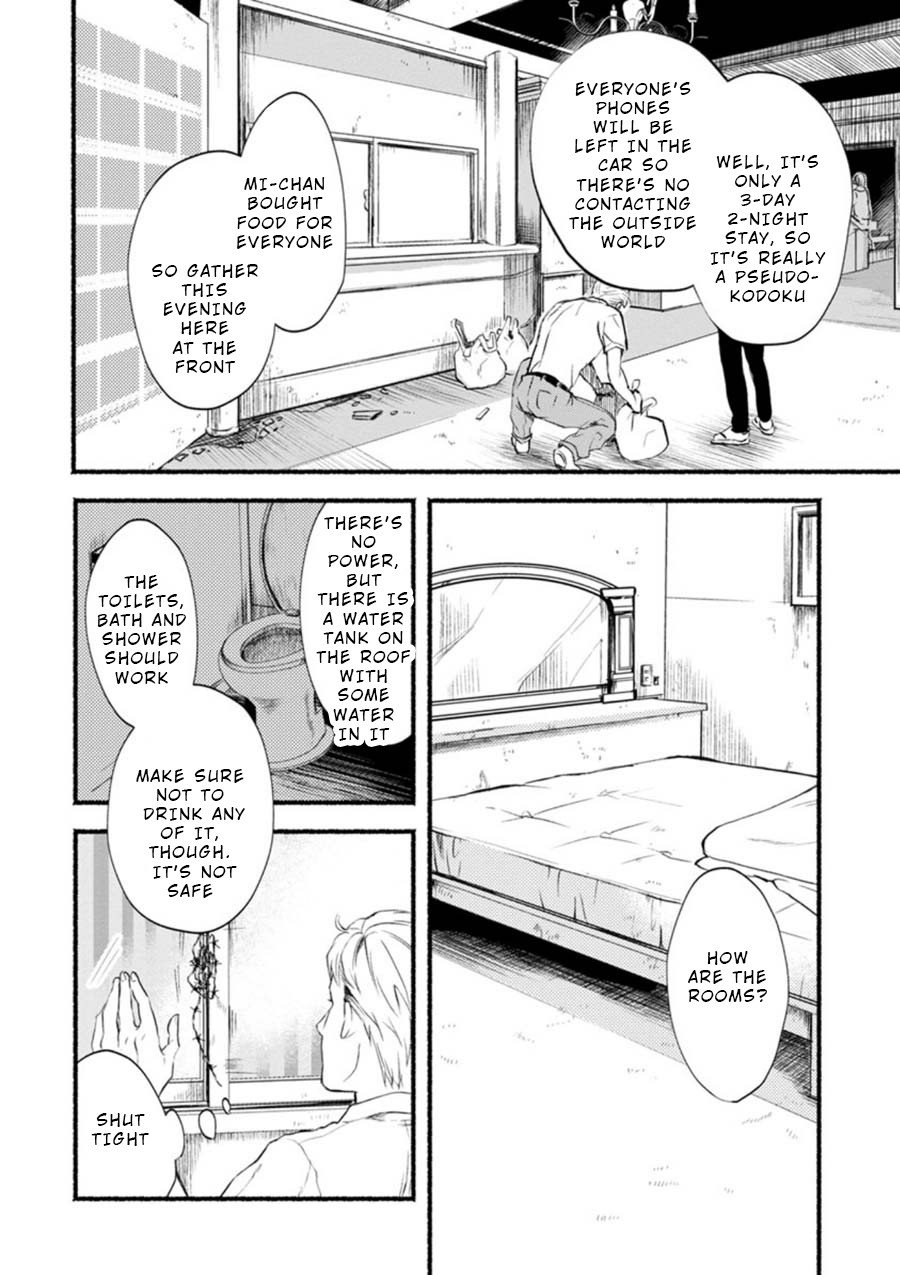 WELL, IT'S
ONLY A
3-DAY
2-NIGHT
STAY, SO
IT'S REALLY
A PSEUDO-
KODOKU
EVERYONE'S
PHONES
WILL BE
LEFT IN THE
CAR SO
THERE'S NO
CONTACTING
THE OUTSIDE
WORLD
MI-CHAN
BOUGHT
FOOD FOR
EVERYONE
SO GATHER
THIS
EVENING
HERE
AT THE
FRONT
HOW
ARE THE
ROOMS?
THERE'S
NO
POWER,
BUT
THERE IS
A WATER
TANK ON
THE ROOF
WITH
SOME
WATER
IN IT
THE
TOILETS,
BATH AND
SHOWER
SHOULD
WORK
MAKE SURE
NOT TO
DRINK ANY
OF IT,
THOUGH.
IT'S NOT
SAFE
SHUT
TIGHT